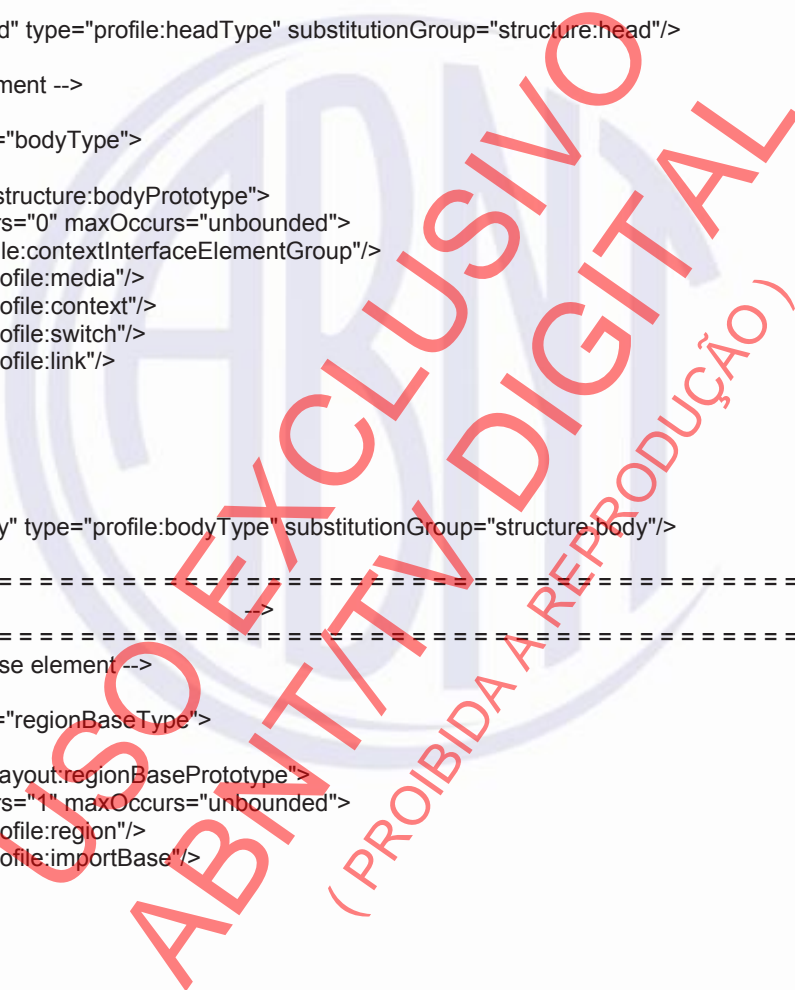 d" type="profile:headType" substitutionGroup="structure:head"/>
ment -->
="bodyType">
structure:bodyPrototype">
rs="0" maxOccurs="unbounded">
le:contextInterfaceElementGroup"/>
ofile:media"/>
ofile:context"/>
ofile:switch"/>
ofile:link"/>
y" type="profile:bodyType" substitutionGroup="structure:body"/>
= = = = = = = = = = = = = = = = = = = = = = = = = = = = = = = = = = = = = = = = = = =
-->
= = = = = = = = = = = = = = = = = = = = = = = = = = = = = = = = = = = = = = = = = = =
se element -->
="regionBaseType">
ayout:regionBasePrototype">
rs="1" maxOccurs="unbounded">
ofile:region"/>
ofile:importBase"/>
ABNT
USO EXCLUSIVO
ABNT/TV DIGITAL
( PROIBIDA A REPRODUÇÃO )